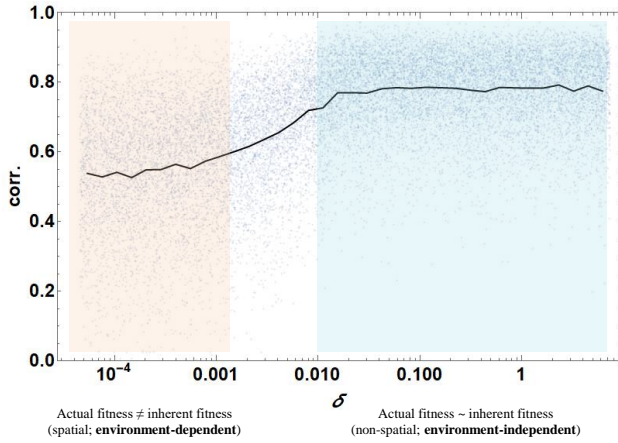 1.0
0.8
0.6
0.4
0.2
0.0
corr.
10⁻⁴
0.001
0.010
0.100
1
δ
Actual fitness ≠ inherent fitness
(spatial; environment-dependent)
Actual fitness ~ inherent fitness
(non-spatial; environment-independent)